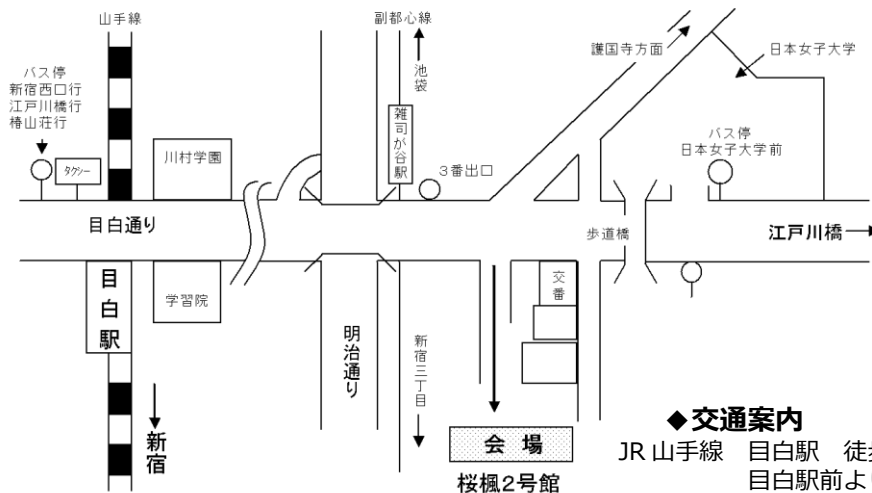 山手線
副都心線
護国寺方面
日本女子大学
バス停
新宿西口行
江戸川橋行
椿山荘行
池袋
タクシー
川村学園
雑司が谷駅
3番出口
バス停
日本女子大学前
目白通り
歩道橋
江戸川橋
目白駅
学習院
明治通り
新宿三丁目
交番
新宿
会場
桜楓2号館
◆交通案内
JR山手線 目白駅 徒
目白駅前よ